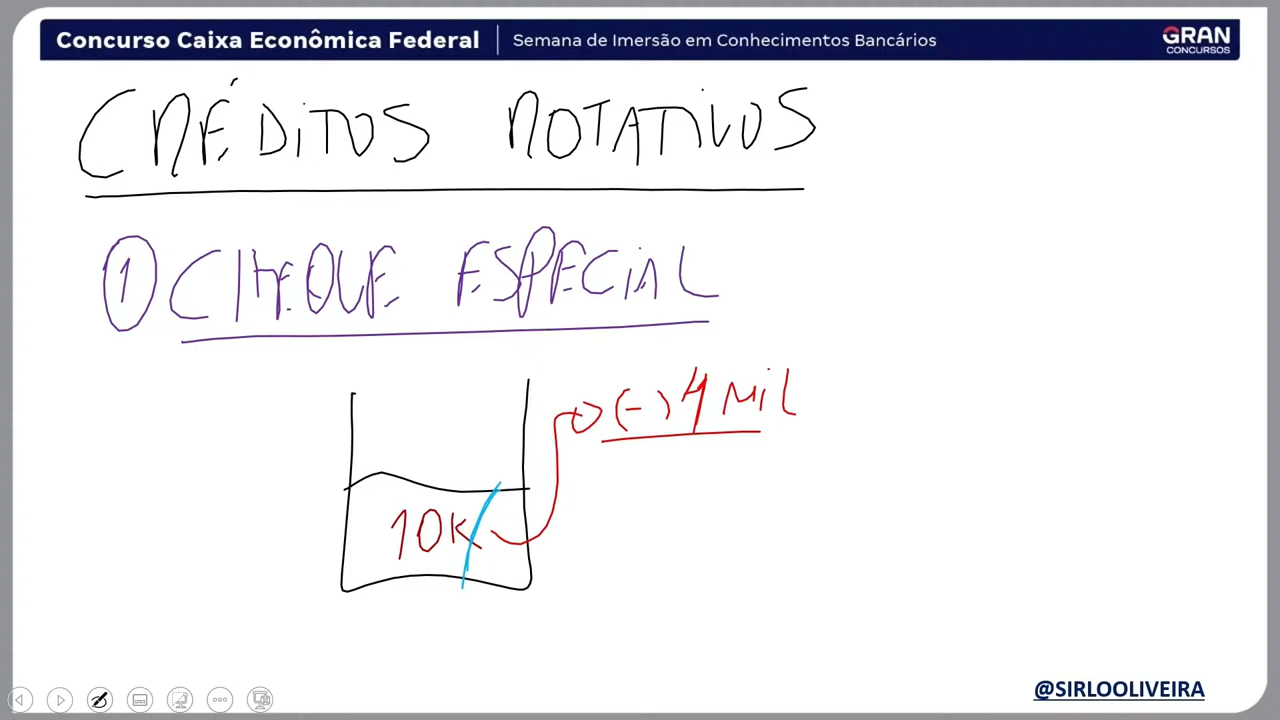 Concurso Caixa Econômica Federal | Semana de Imersão em Conhecimentos Bancários
GRAN
CONCURSOS
CRÉDITOS ROTATIVOS
1 CHEQUE ESPECIAL
(-) 4 Mil
10K
@SIRLOOLIVEIRA